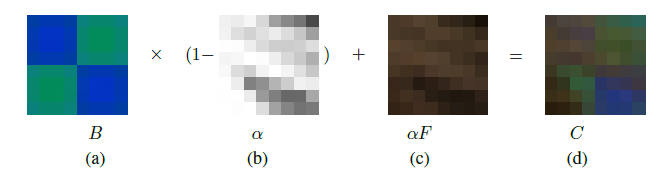 × (1− ) + =
B α αF C
(a) (b) (c) (d)